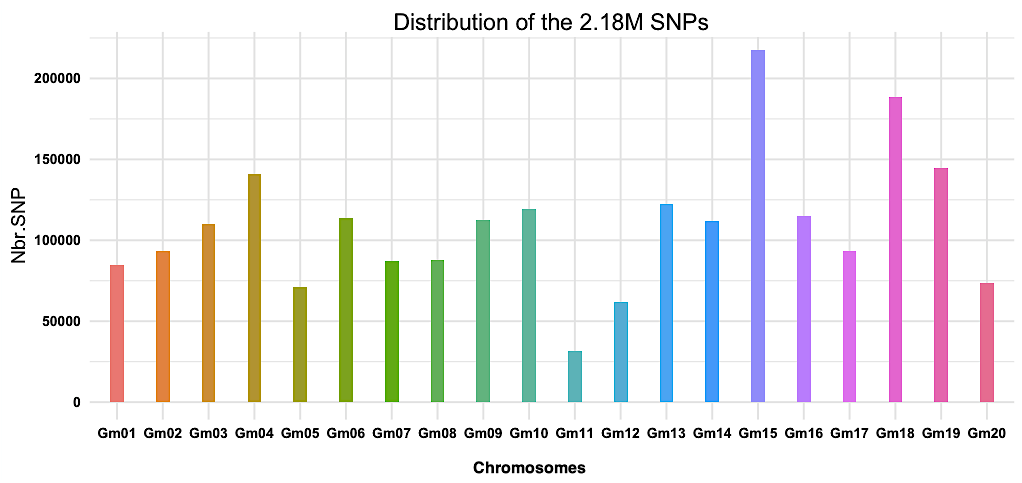 Distribution of the 2.18M SNPs
Nbr.SNP
200000
150000
100000
50000
0
Gm01 Gm02 Gm03 Gm04 Gm05 Gm06 Gm07 Gm08 Gm09 Gm10 Gm11 Gm12 Gm13 Gm14 Gm15 Gm16 Gm17 Gm18 Gm19 Gm20
Chromosomes